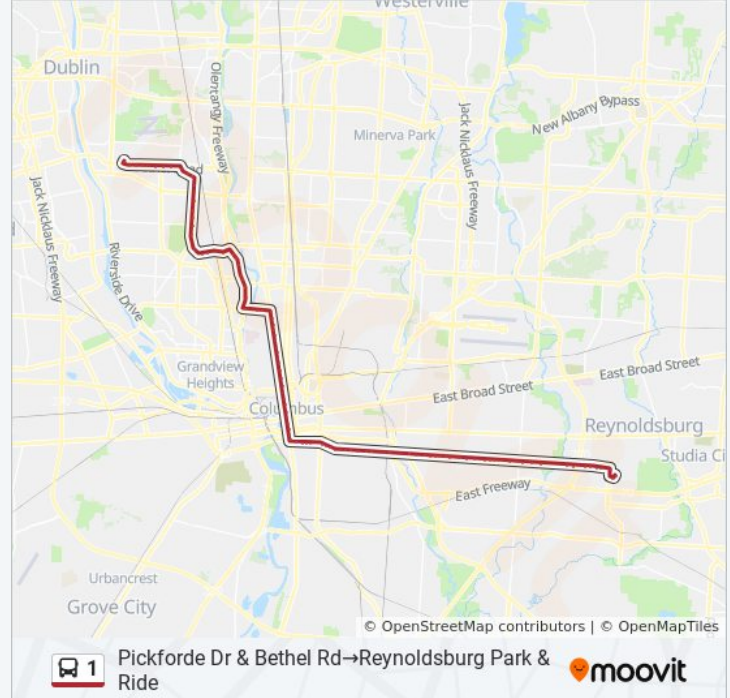 Westerville
Dublin
Olentangy Freeway
New Albany Bypass
Jack Nicklaus Freeway
Minerva Park
Jack Nicklaus Freeway
Riverside Drive
Grandview
Heights
East Broad Street
East Broad Street
Columbus
Reynoldsburg
Studia Ci
East Freeway
Urbancrest
Grove City
© OpenStreetMap contributors | © OpenMapTiles
1
Pickforde Dr & Bethel Rd→Reynoldsburg Park &
Ride
moovit